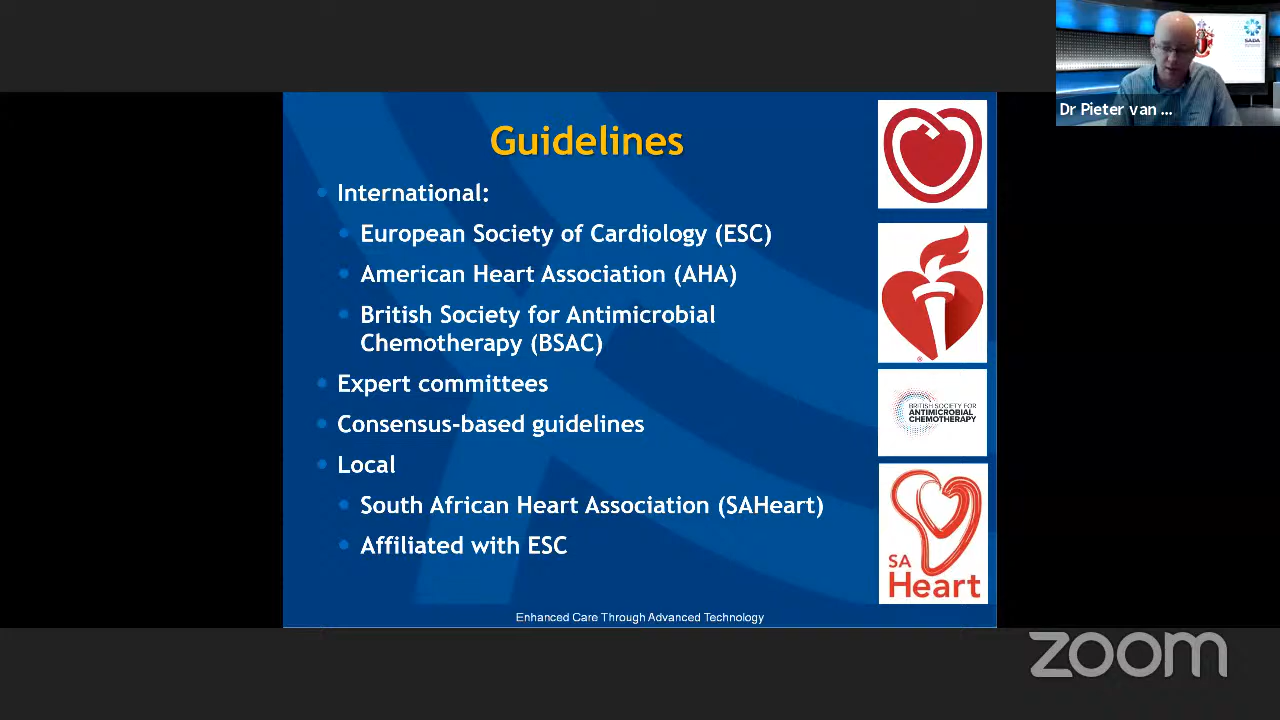 SADA
Dr Pieter van ...
Guidelines
International:
European Society of Cardiology (ESC)
American Heart Association (AHA)
British Society for Antimicrobial
Chemotherapy (BSAC)
Expert committees
Consensus-based guidelines
Local
South African Heart Association (SAHeart)
Affiliated with ESC
®
BRITISH SOCIETY FOR
ANTIMICROBIAL
CHEMOTHERAPY
SA
Heart
Enhanced Care Through Advanced Technology
zoom